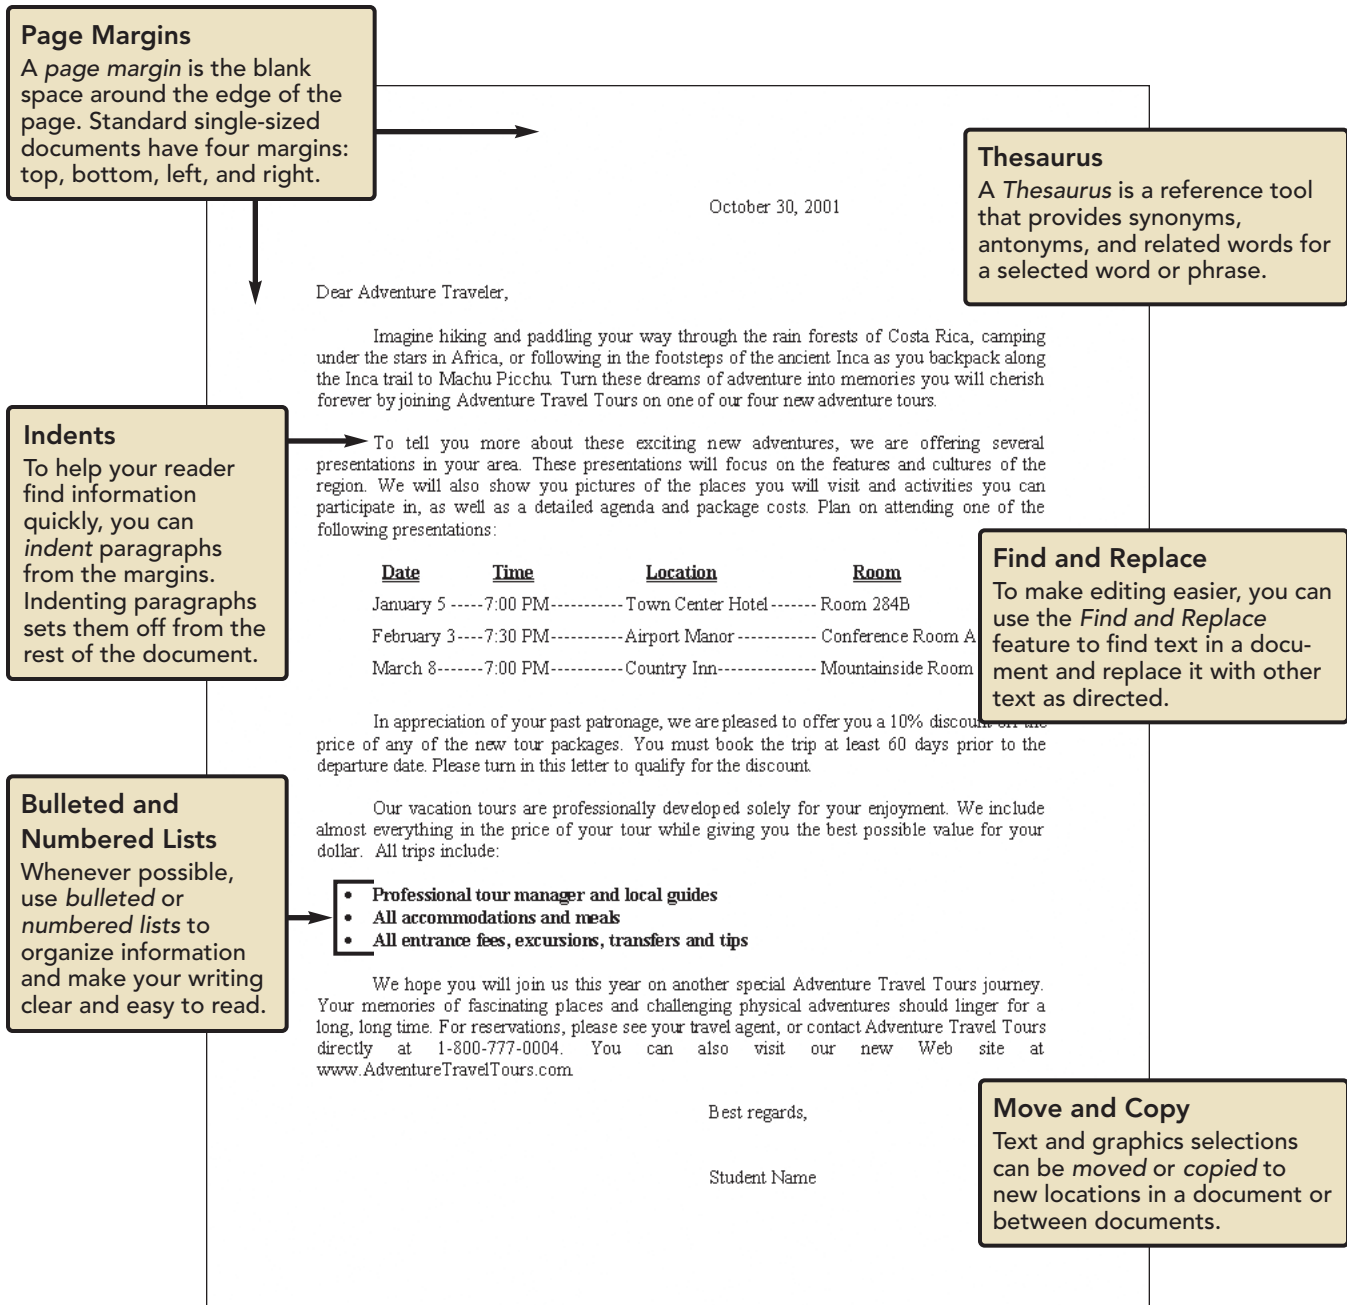 Page Margins
A page margin is the blank
space around the edge of the
page. Standard single-sized
documents have four margins:
top, bottom, left, and right.
Thesaurus
A Thesaurus is a reference tool
that provides synonyms,
antonyms, and related words for
a selected word or phrase.
October 30, 2001
Dear Adventure Traveler,
Imagine hiking and paddling your way through the rain forests of Costa Rica, camping
under the stars in Africa, or following in the footsteps of the ancient Inca as you backpack along
the Inca trail to Machu Picchu. Turn these dreams of adventure into memories you will cherish
forever by joining Adventure Travel Tours on one of our four new adventure tours.
Indents
To help your reader
find information
quickly, you can
indent paragraphs
from the margins.
Indenting paragraphs
sets them off from the
rest of the document.
To tell you more about these exciting new adventures, we are offering several
presentations in your area. These presentations will focus on the features and cultures of the
region. We will also show you pictures of the places you will visit and activities you can
participate in, as well as a detailed agenda and package costs. Plan on attending one of the
following presentations:
Date Time Location Room
January 5 -----7:00 PM-----------Town Center Hotel------- Room 284B
February 3----7:30 PM-----------Airport Manor ------------ Conference Room A
March 8-------7:00 PM-----------Country Inn--------------- Mountainside Room
Find and Replace
To make editing easier, you can
use the Find and Replace
feature to find text in a docu-
ment and replace it with other
text as directed.
In appreciation of your past patronage, we are pleased to offer you a 10% discount off the
price of any of the new tour packages. You must book the trip at least 60 days prior to the
departure date. Please turn in this letter to qualify for the discount.
Bulleted and
Numbered Lists
Whenever possible,
use bulleted or
numbered lists to
organize information
and make your writing
clear and easy to read.
Our vacation tours are professionally developed solely for your enjoyment. We include
almost everything in the price of your tour while giving you the best possible value for your
dollar. All trips include:
• Professional tour manager and local guides
• All accommodations and meals
• All entrance fees, excursions, transfers and tips
We hope you will join us this year on another special Adventure Travel Tours journey.
Your memories of fascinating places and challenging physical adventures should linger for a
long, long time. For reservations, please see your travel agent, or contact Adventure Travel Tours
directly at 1-800-777-0004. You can also visit our new Web site at
www.AdventureTravelTours.com.
Best regards,
Student Name
Move and Copy
Text and graphics selections
can be moved or copied to
new locations in a document or
between documents.